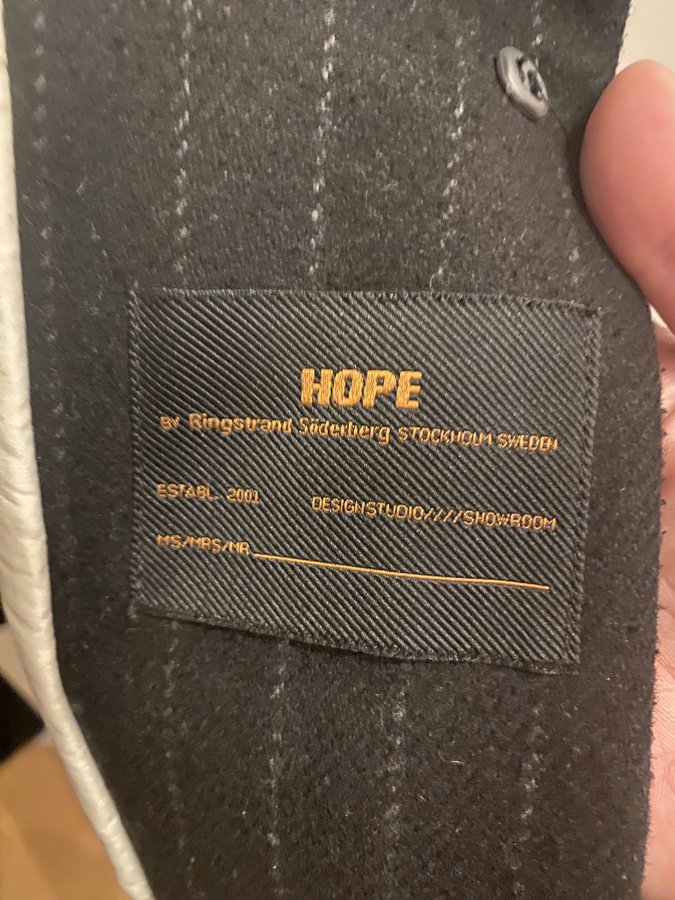 HOPE
BY Ringstrand Söderberg STOCKHOLM SWEDEN
ESTABL. 2001 DESIGNSTUDIO////SHOWROOM
MS/MRS/MR